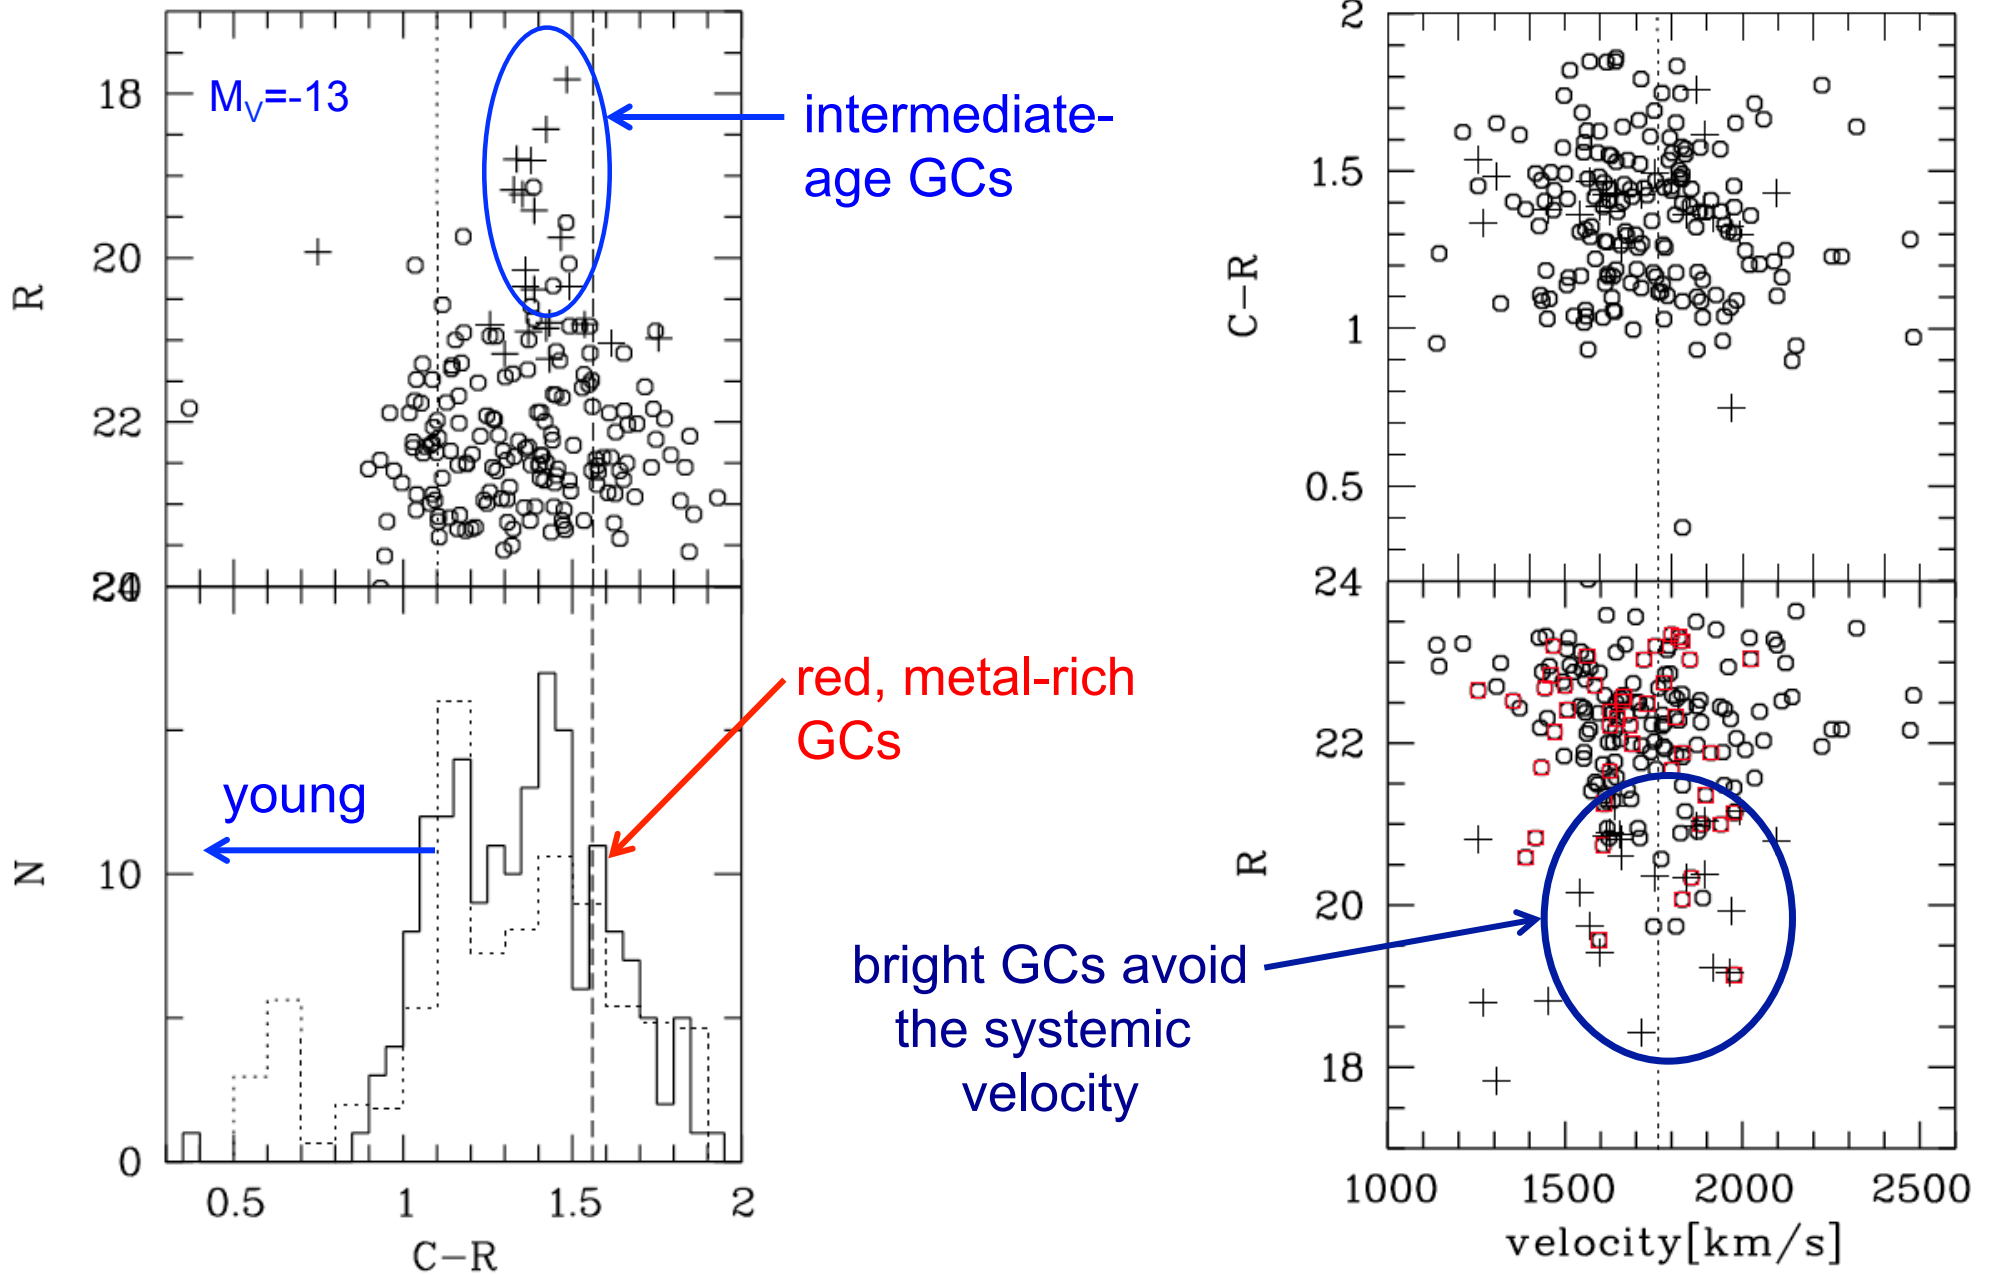 18
20
22
24
20
R
M_V=-13
intermediate-
age GCs
10
0
N
young
red, metal-rich
GCs
0.5
1
1.5
2
C-R
2
1.5
1
0.5
C-R
24
22
20
18
R
bright GCs avoid
the systemic
velocity
1000
1500
2000
2500
velocity[km/s]